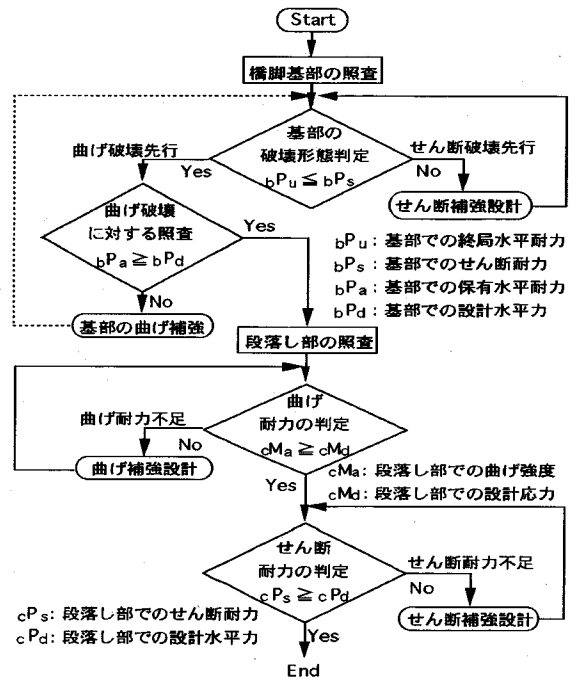 Start
橋脚基部の照査
基部の
破壊形態判定
bPu≦bPs
曲げ破壊先行
Yes
せん断破壊先行
No
せん断補強設計
曲げ破壊
に対する照査
bPa≧bPd
Yes
No
基部の曲げ補強
bPu：基部での終局水平耐力
bPs：基部でのせん断耐力
bPa：基部での保有水平耐力
bPd：基部での設計水平力
段落し部の照査
曲げ
耐力の判定
cMa≧cMd
曲げ耐力不足
No
曲げ補強設計
Yes
cMa：段落し部での曲げ強度
cMd：段落し部での設計応力
せん断
耐力の判定
cPs≧cPd
せん断耐力不足
No
せん断補強設計
cPs：段落し部でのせん断耐力
cPd：段落し部での設計水平力
Yes
End